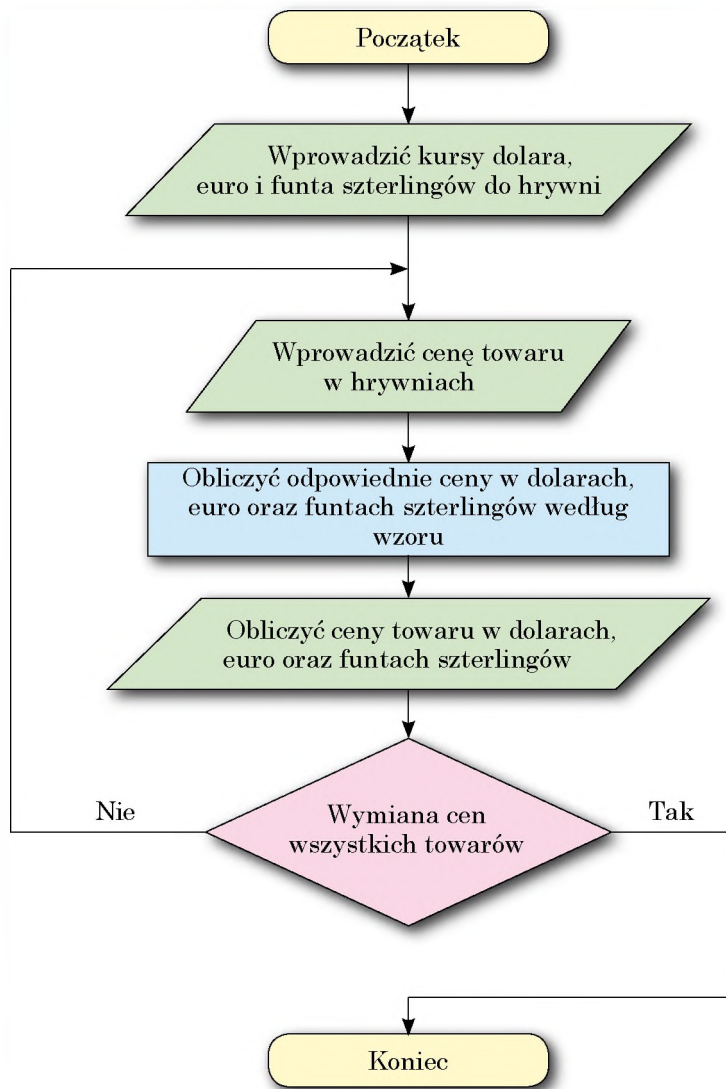 Początek
Wprowadzić kursy dolara,
euro i funta szterlingów do hrywni
Wprowadzić cenę towaru
w hrywniach
Obliczyć odpowiednie ceny w dolarach,
euro oraz funtach szterlingów według
wzoru
Obliczyć ceny towaru w dolarach,
euro oraz funtach szterlingów
Nie
Wymiana cen
wszystkich towarów
Tak
Koniec